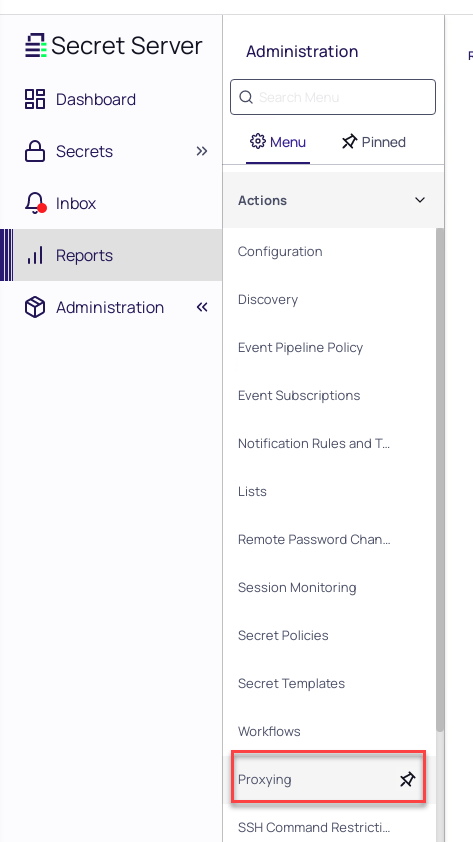 Secret Server
Dashboard
Secrets
Inbox
Reports
Administration
Administration
Search Menu
Menu
Pinned
Actions
Configuration
Discovery
Event Pipeline Policy
Event Subscriptions
Notification Rules and T...
Lists
Remote Password Chan...
Session Monitoring
Secret Policies
Secret Templates
Workflows
Proxying
SSH Command Restricti...